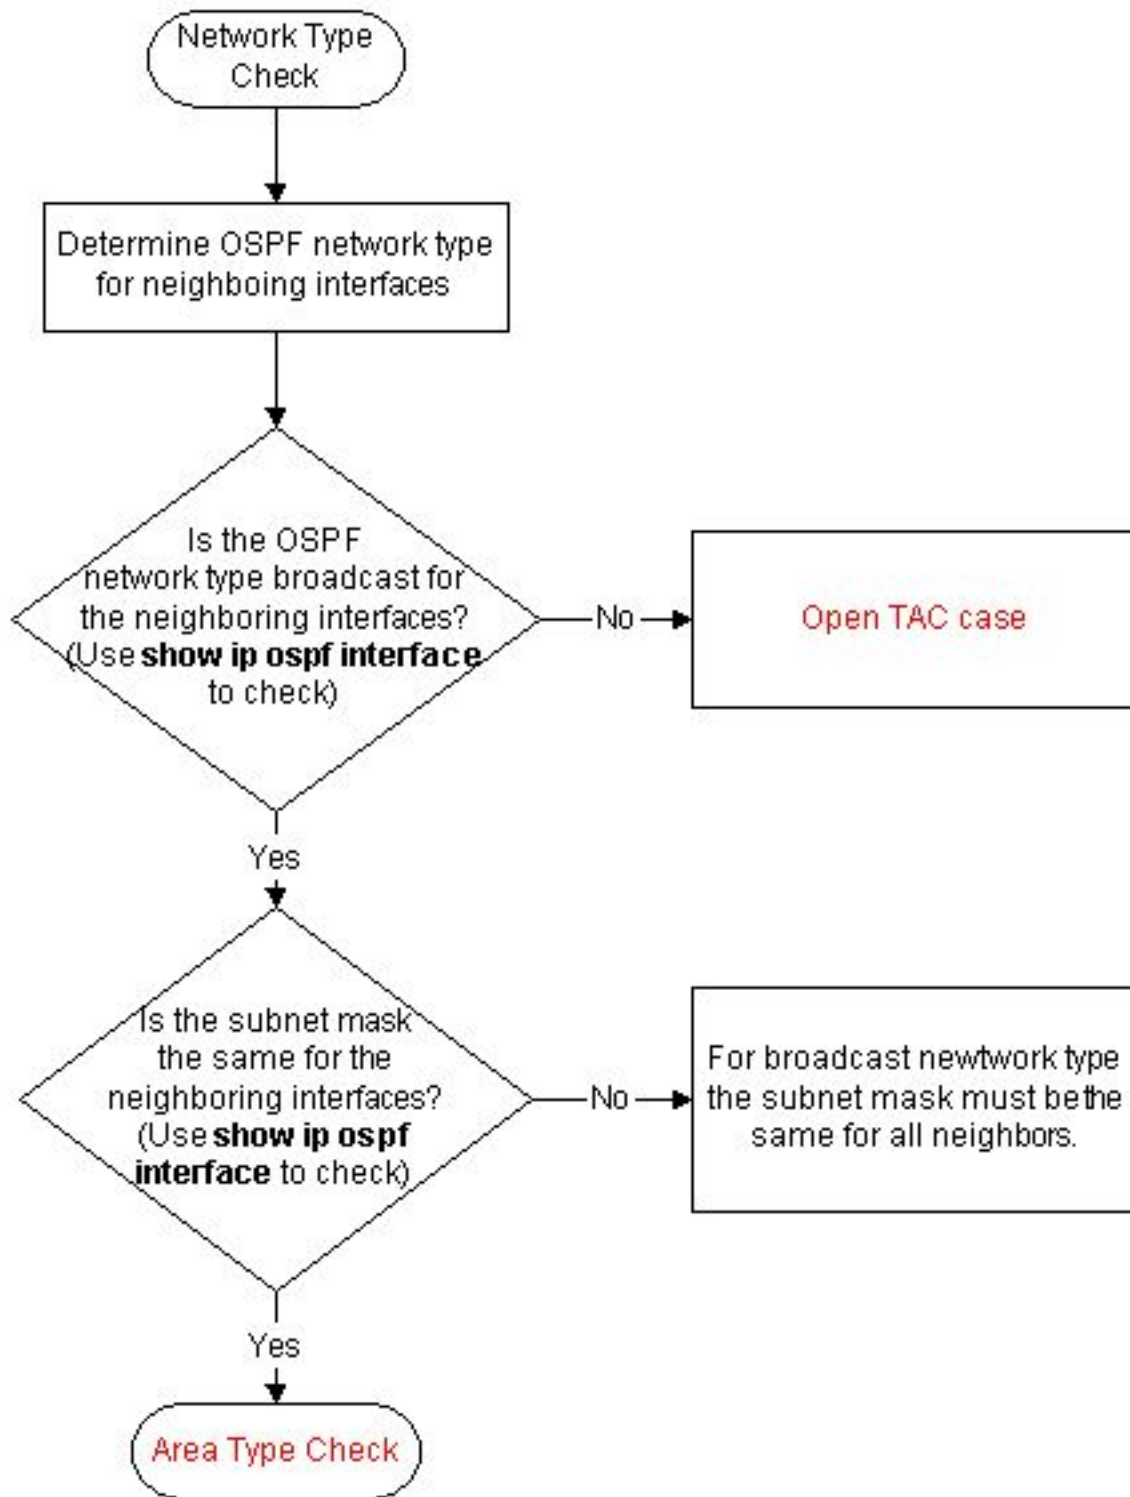 Network Type
Check
Determine OSPF network type
for neighboing interfaces
Is the OSPF
network type broadcast for
the neighboring interfaces?
(Use show ip ospf interface
to check)
No
Open TAC case
Yes
Is the subnet mask
the same for the
neighboring interfaces?
(Use show ip ospf
interface to check)
No
For broadcast newtwork type
the subnet mask must be the
same for all neighbors.
Yes
Area Type Check